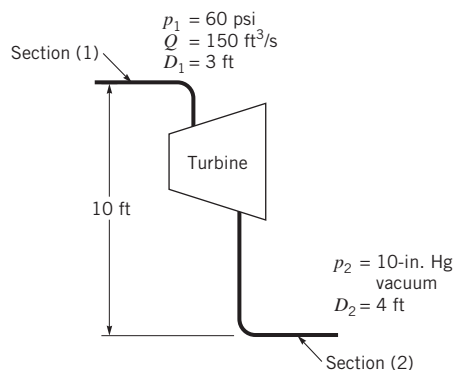 p₁ = 60 psi
Q = 150 ft³/s
D₁ = 3 ft
Section (1)
Turbine
10 ft
p₂ = 10-in. Hg
vacuum
D₂ = 4 ft
Section (2)